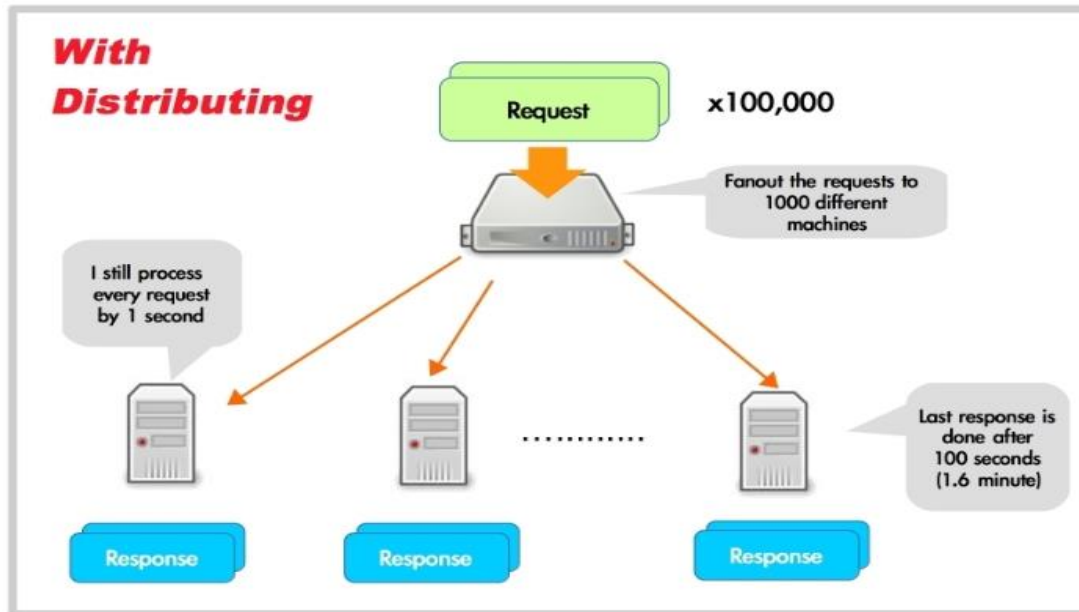 With
Distributing
Request
x100,000
Fanout the requests to
1000 different
machines
I still process
every request
by 1 second
............
Last response is
done after
100 seconds
(1.6 minute)
Response
Response
Response